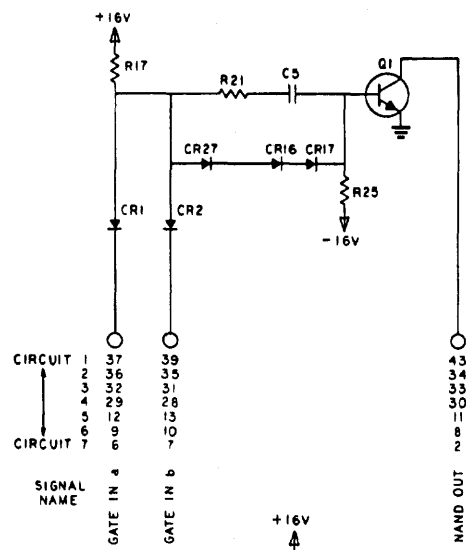 +16V
R17
R21
C5
Q1
CR27
CR16
CR17
R25
-16V
CR1
CR2
CIRCUIT 1 37 39 43
2 36 35 34
3 32 31 33
4 29 28 30
5 12 13 11
6 9 10 8
CIRCUIT 7 6 7 2
SIGNAL NAME
GATE IN a
GATE IN b
NAND OUT
+16V